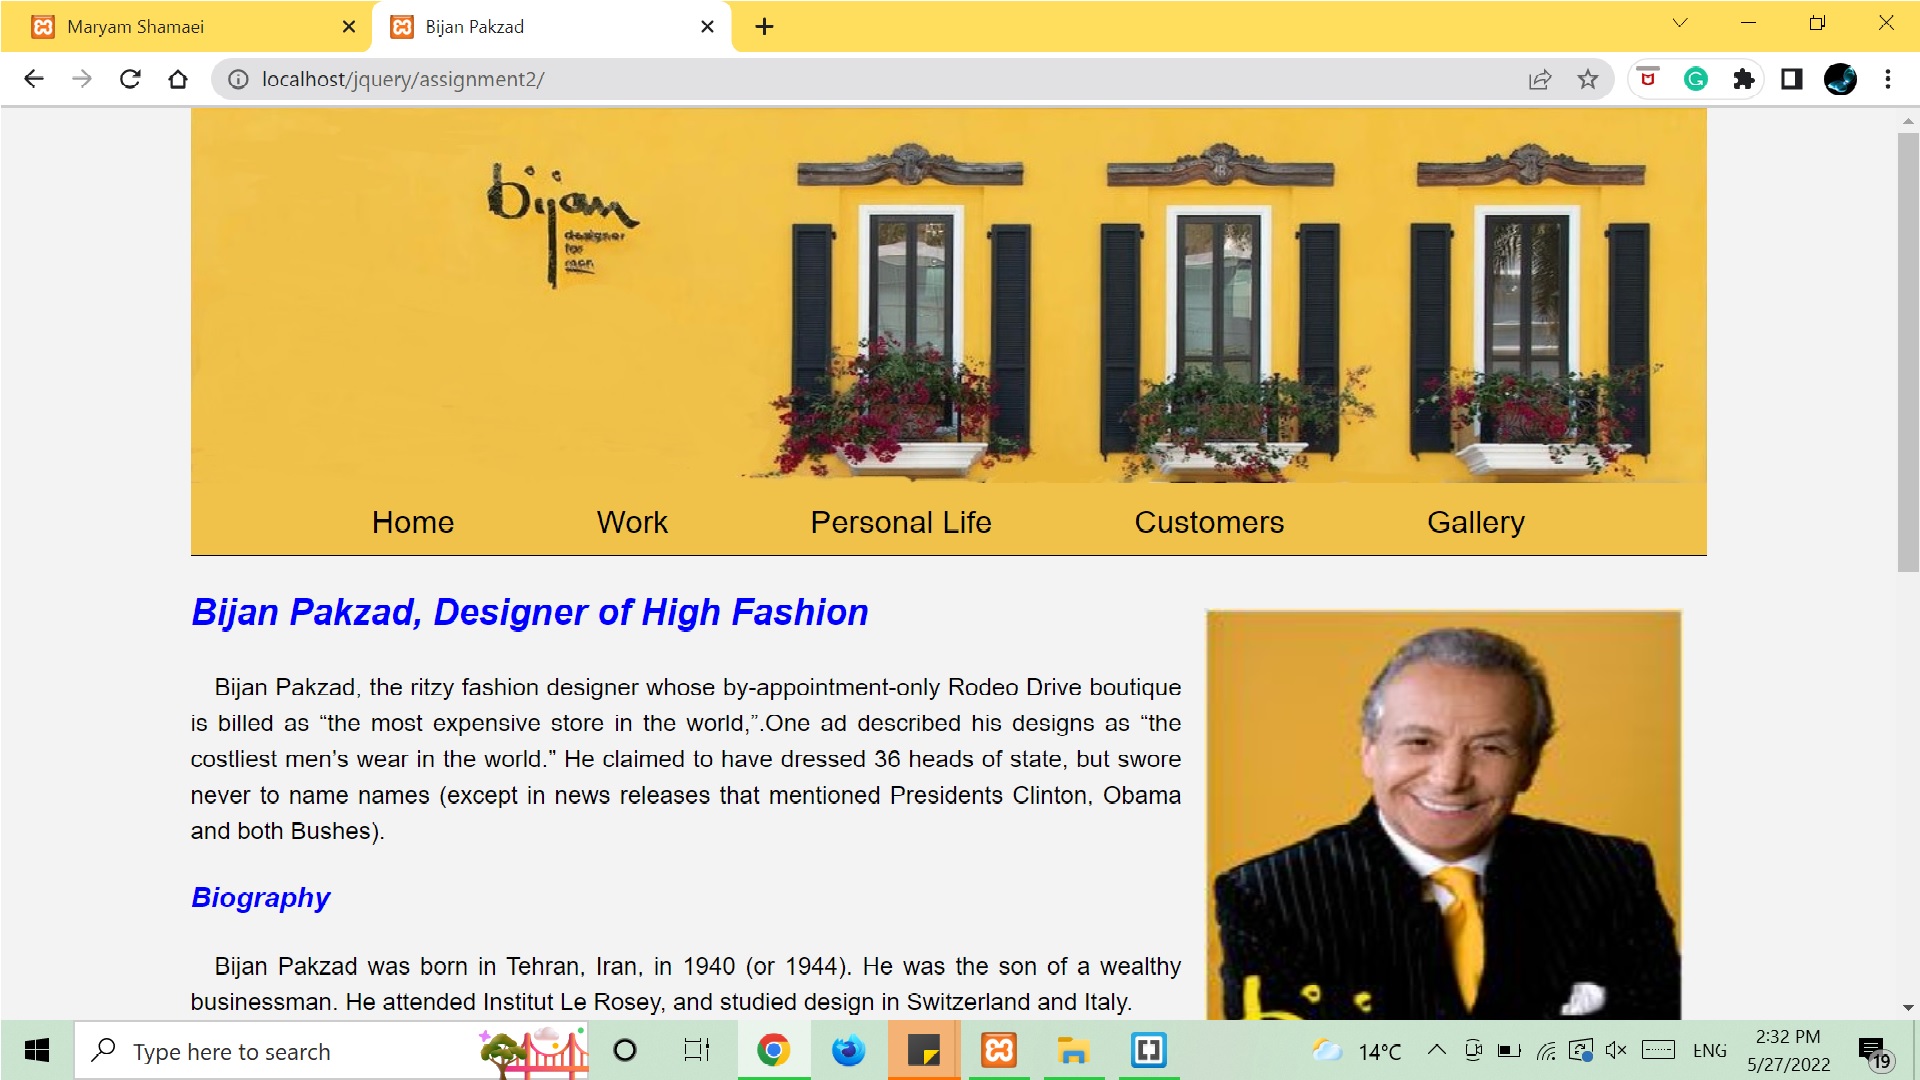 Maryam Shamaei
Bijan Pakzad
localhost/jquery/assignment2/
bijan
designer
for
men
Home Work Personal Life Customers Gallery
Bijan Pakzad, Designer of High Fashion
Bijan Pakzad, the ritzy fashion designer whose by-appointment-only Rodeo Drive boutique
is billed as “the most expensive store in the world,”.One ad described his designs as “the
costliest men’s wear in the world.” He claimed to have dressed 36 heads of state, but swore
never to name names (except in news releases that mentioned Presidents Clinton, Obama
and both Bushes).
Biography
Bijan Pakzad was born in Tehran, Iran, in 1940 (or 1944). He was the son of a wealthy
businessman. He attended Institut Le Rosey, and studied design in Switzerland and Italy.
Type here to search
14°C
ENG
2:32 PM
5/27/2022
19